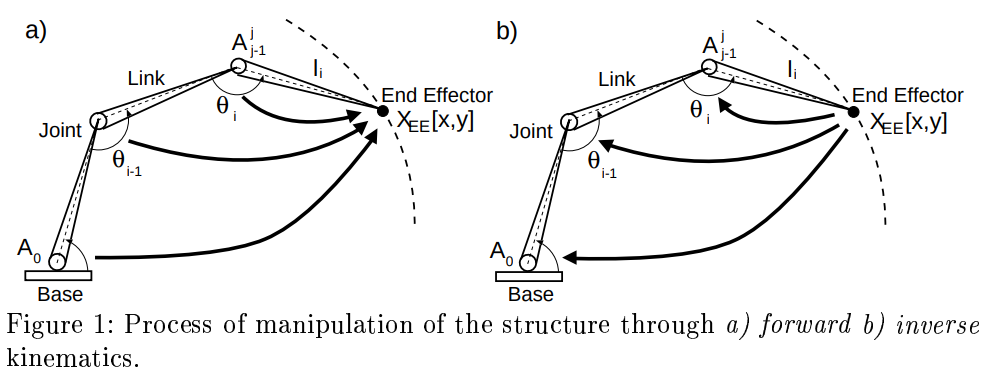 a)
A j j-1
Link
l i
θ i
End Effector
X EE [x,y]
Joint
θ i-1
A 0
Base
b)
A j j-1
Link
l i
θ i
End Effector
X EE [x,y]
Joint
θ i-1
A 0
Base
Figure 1: Process of manipulation of the structure through a) forward b) inverse
kinematics.